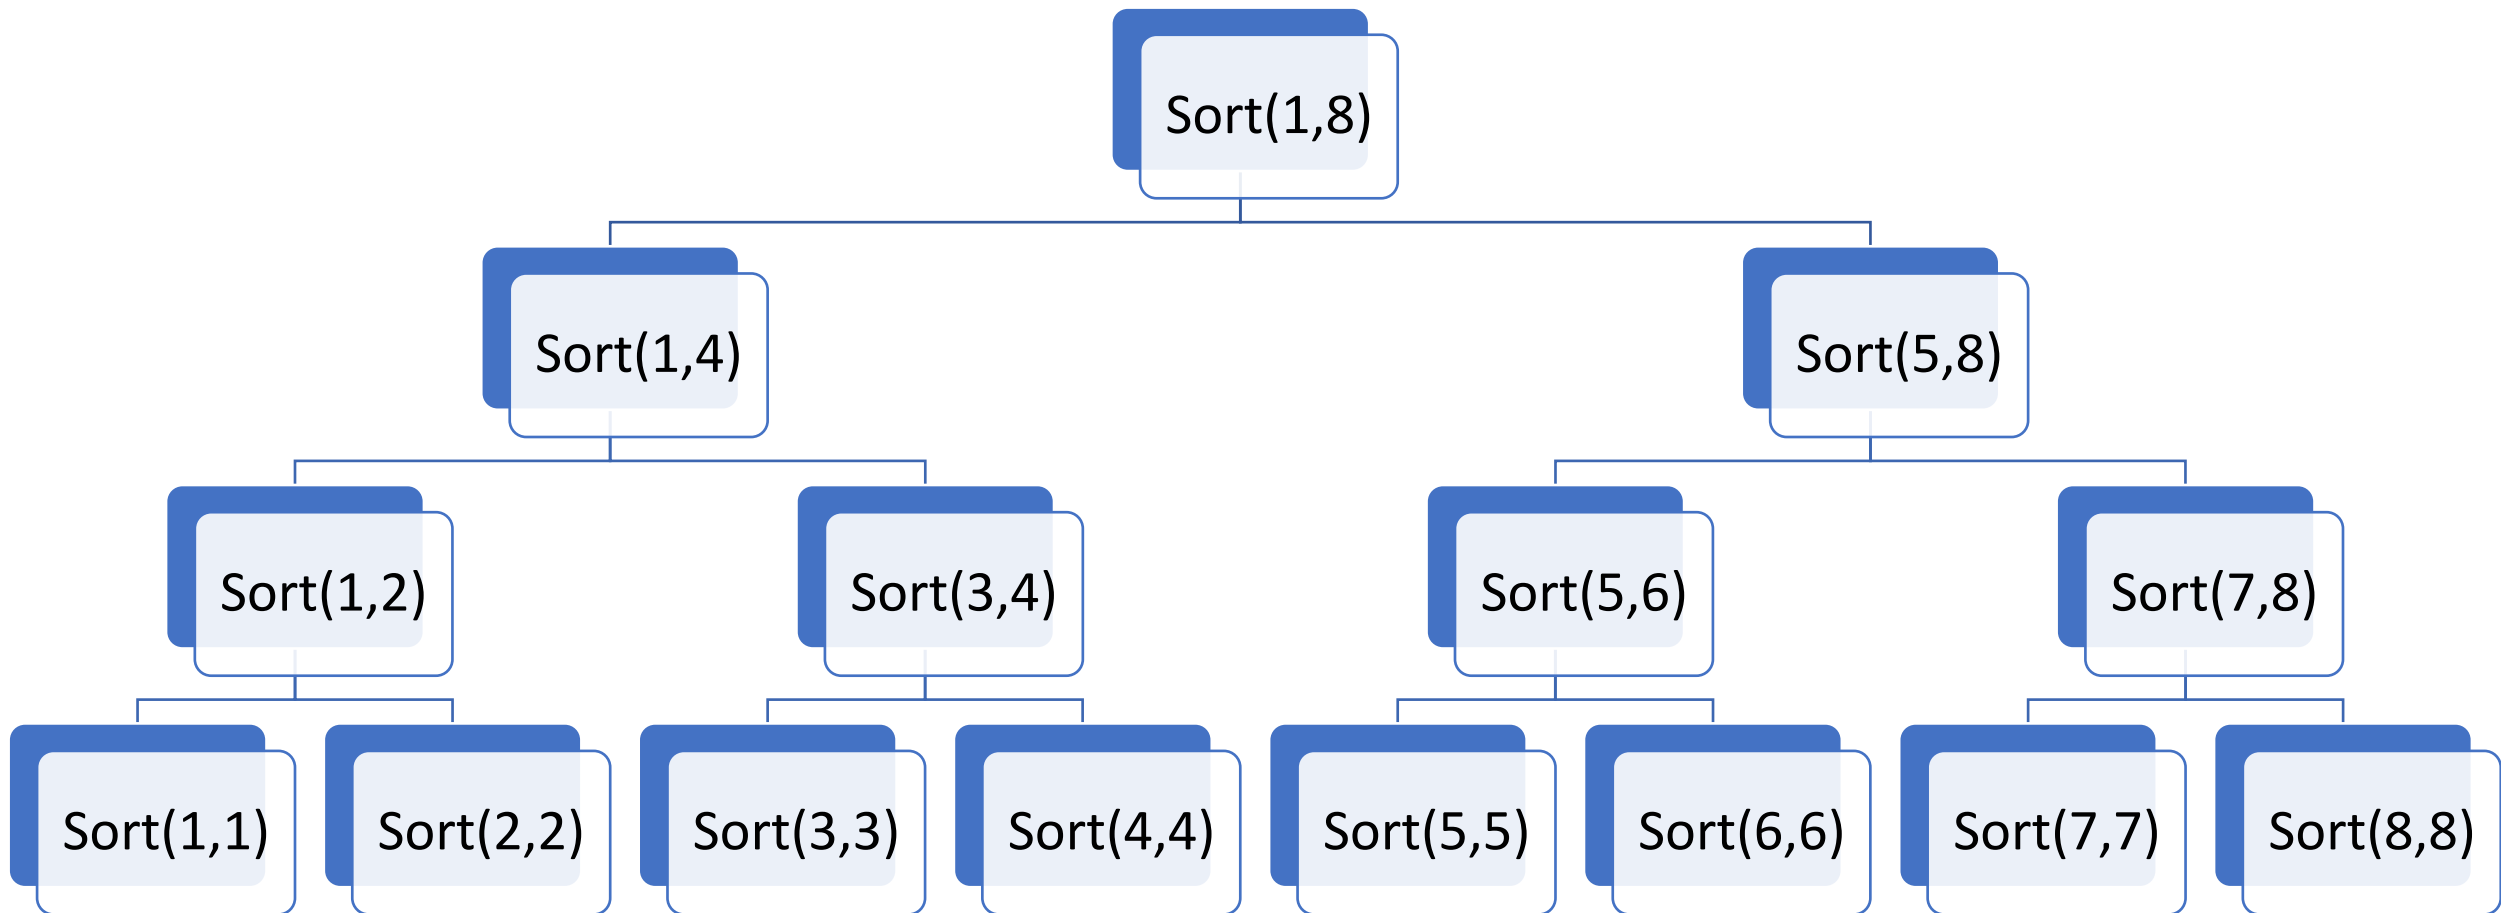 Sort(1,8)
Sort(1,4)
Sort(5,8)
Sort(1,2)
Sort(3,4)
Sort(5,6)
Sort(7,8)
Sort(1,1)
Sort(2,2)
Sort(3,3)
Sort(4,4)
Sort(5,5)
Sort(6,6)
Sort(7,7)
Sort(8,8)